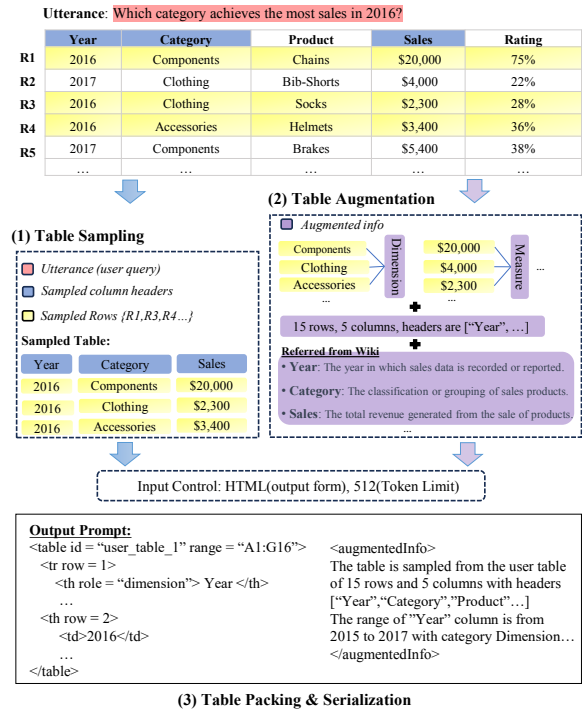 Utterance: Which category achieves the most sales in 2016?
Year Category Product Sales Rating
R1 2016 Components Chains $20,000 75%
R2 2017 Clothing Bib-Shorts $4,000 22%
R3 2016 Clothing Socks $2,300 28%
R4 2016 Accessories Helmets $3,400 36%
R5 2017 Components Brakes $5,400 38%
… … … … …
(1) Table Sampling
Utterance (user query)
Sampled column headers
Sampled Rows {R1,R3,R4…}
Sampled Table:
Year Category Sales
2016 Components $20,000
2016 Clothing $2,300
2016 Accessories $3,400
(2) Table Augmentation
Augmented info
Components
Clothing
Accessories
...
Dimension
$20,000
$4,000
$2,300
...
Measure
...
15 rows, 5 columns, headers are [“Year”, …]
Referred from Wiki
• Year: The year in which sales data is recorded or reported.
• Category: The classification or grouping of sales products.
• Sales: The total revenue generated from the sale of products.
...
Input Control: HTML(output form), 512(Token Limit)
Output Prompt:
<table id = “user_table_1” range = “A1:G16”>
<tr row = 1>
<th role = “dimension”> Year </th>
…
<th row = 2>
<td>2016</td>
…
</table>
<augmentedInfo>
The table is sampled from the user table
of 15 rows and 5 columns with headers
[“Year”,“Category”,”Product”…]
The range of ”Year” column is from
2015 to 2017 with category Dimension…
</augmentedInfo>
(3) Table Packing & Serialization